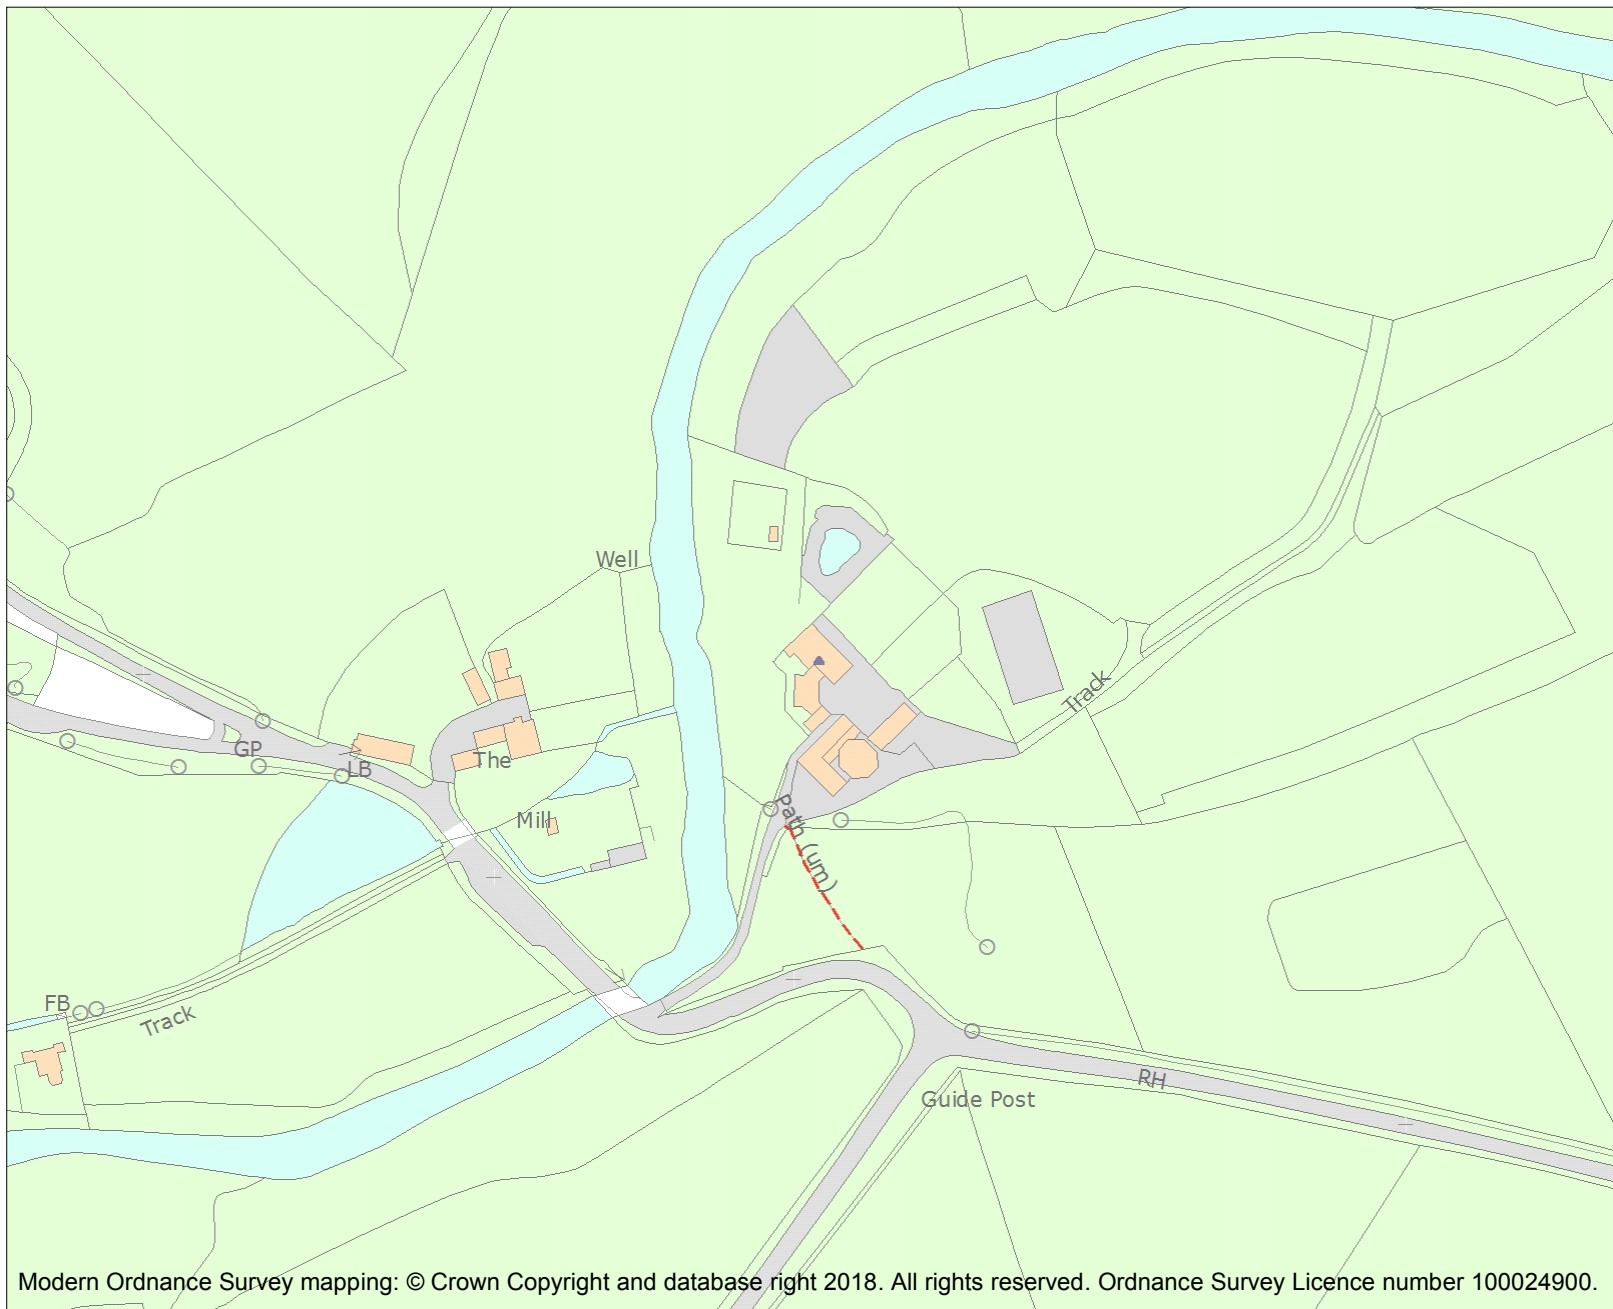 Well
Track
GP
LB
The
Mill
Path (um)
FB
Track
RH
Guide Post
Modern Ordnance Survey mapping: © Crown Copyright and database right 2018. All rights reserved. Ordnance Survey Licence number 100024900.